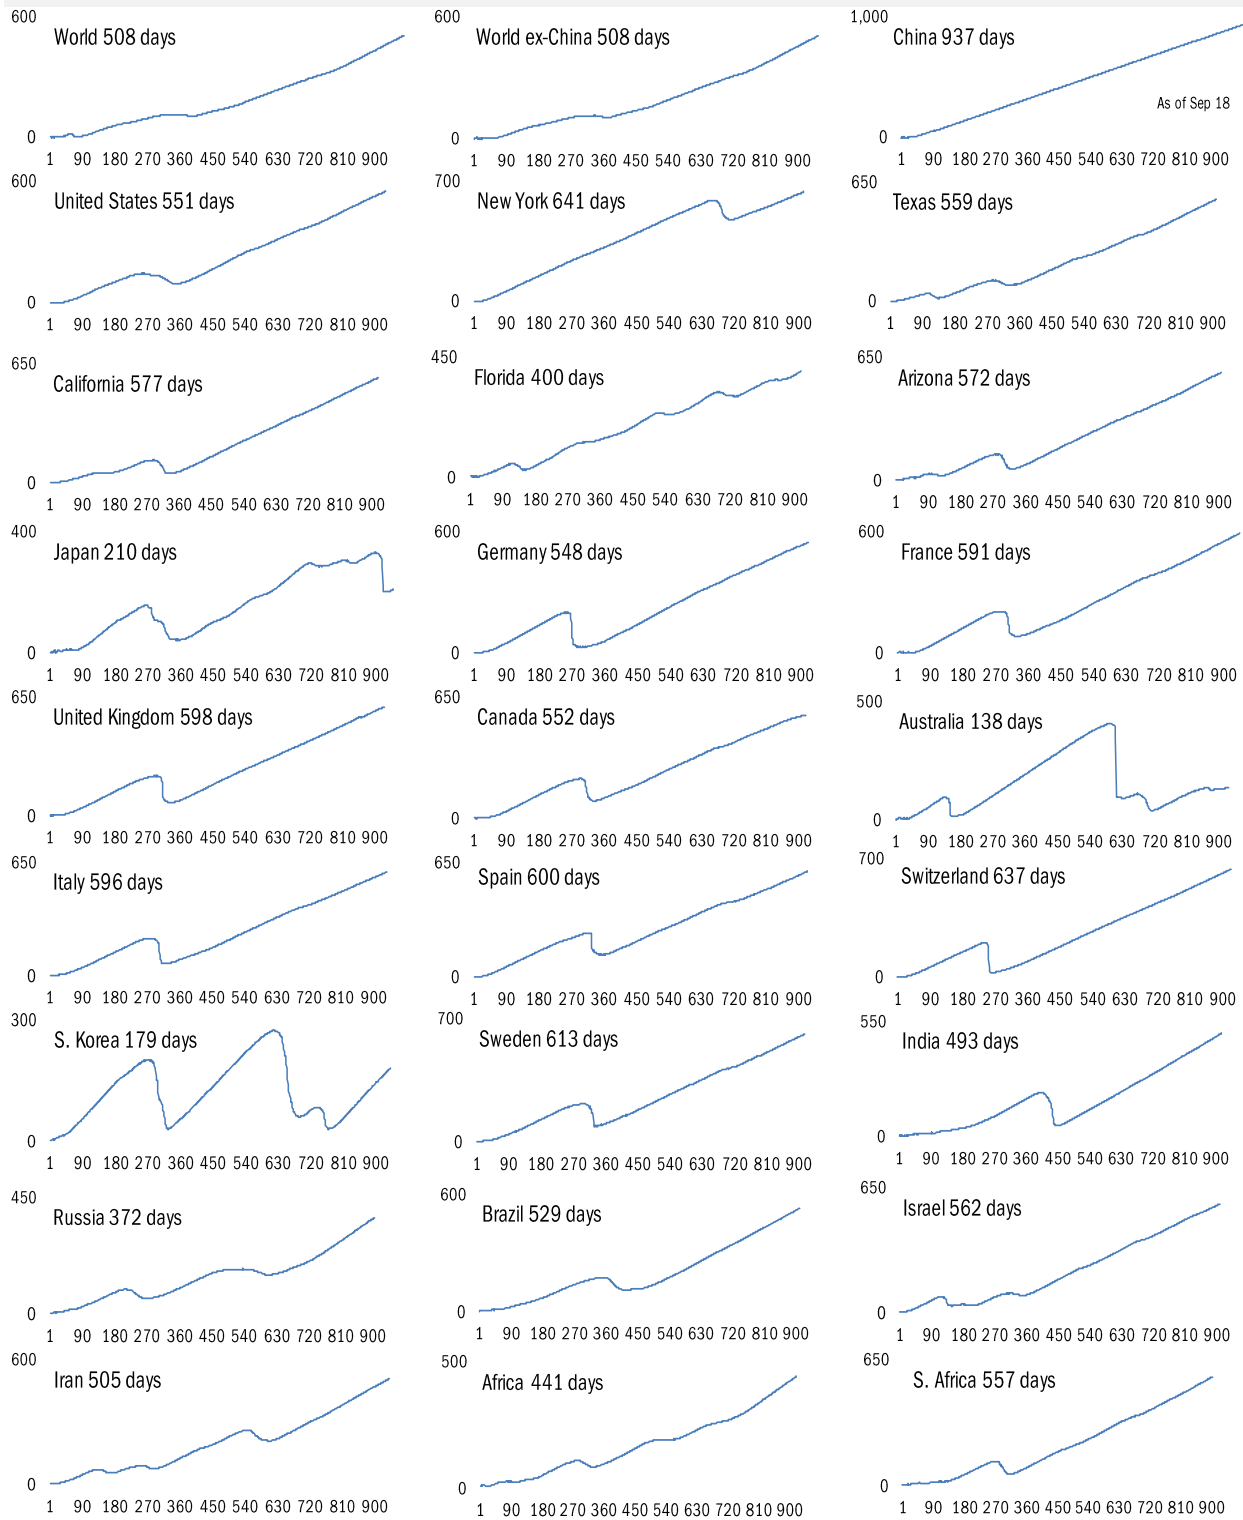 600 600 1,000
World 508 days World ex-China 508 days China 937 days
As of Sep 18
0 0 0
1 90 180 270 360 450 540 630 720 810 900 1 90 180 270 360 450 540 630 720 810 900 1 90 180 270 360 450 540 630 720 810 900
600 700 650
United States 551 days New York 641 days Texas 559 days
0 0 0
1 90 180 270 360 450 540 630 720 810 900 1 90 180 270 360 450 540 630 720 810 900 1 90 180 270 360 450 540 630 720 810 900
650 450 650
California 577 days Florida 400 days Arizona 572 days
0 0 0
1 90 180 270 360 450 540 630 720 810 900 1 90 180 270 360 450 540 630 720 810 900 1 90 180 270 360 450 540 630 720 810 900
400 600 600
Japan 210 days Germany 548 days France 591 days
0 0 0
1 90 180 270 360 450 540 630 720 810 900 1 90 180 270 360 450 540 630 720 810 900 1 90 180 270 360 450 540 630 720 810 900
650 650 500
United Kingdom 598 days Canada 552 days Australia 138 days
0 0 0
1 90 180 270 360 450 540 630 720 810 900 1 90 180 270 360 450 540 630 720 810 900 1 90 180 270 360 450 540 630 720 810 900
650 650 700
Italy 596 days Spain 600 days Switzerland 637 days
0 0 0
1 90 180 270 360 450 540 630 720 810 900 1 90 180 270 360 450 540 630 720 810 900 1 90 180 270 360 450 540 630 720 810 900
300 700 550
S. Korea 179 days Sweden 613 days India 493 days
0 0 0
1 90 180 270 360 450 540 630 720 810 900 1 90 180 270 360 450 540 630 720 810 900 1 90 180 270 360 450 540 630 720 810 900
450 600 650
Russia 372 days Brazil 529 days Israel 562 days
0 0 0
1 90 180 270 360 450 540 630 720 810 900 1 90 180 270 360 450 540 630 720 810 900 1 90 180 270 360 450 540 630 720 810 900
600 500 650
Iran 505 days Africa 441 days S. Africa 557 days
0 0 0
1 90 180 270 360 450 540 630 720 810 900 1 90 180 270 360 450 540 630 720 810 900 1 90 180 270 360 450 540 630 720 810 900